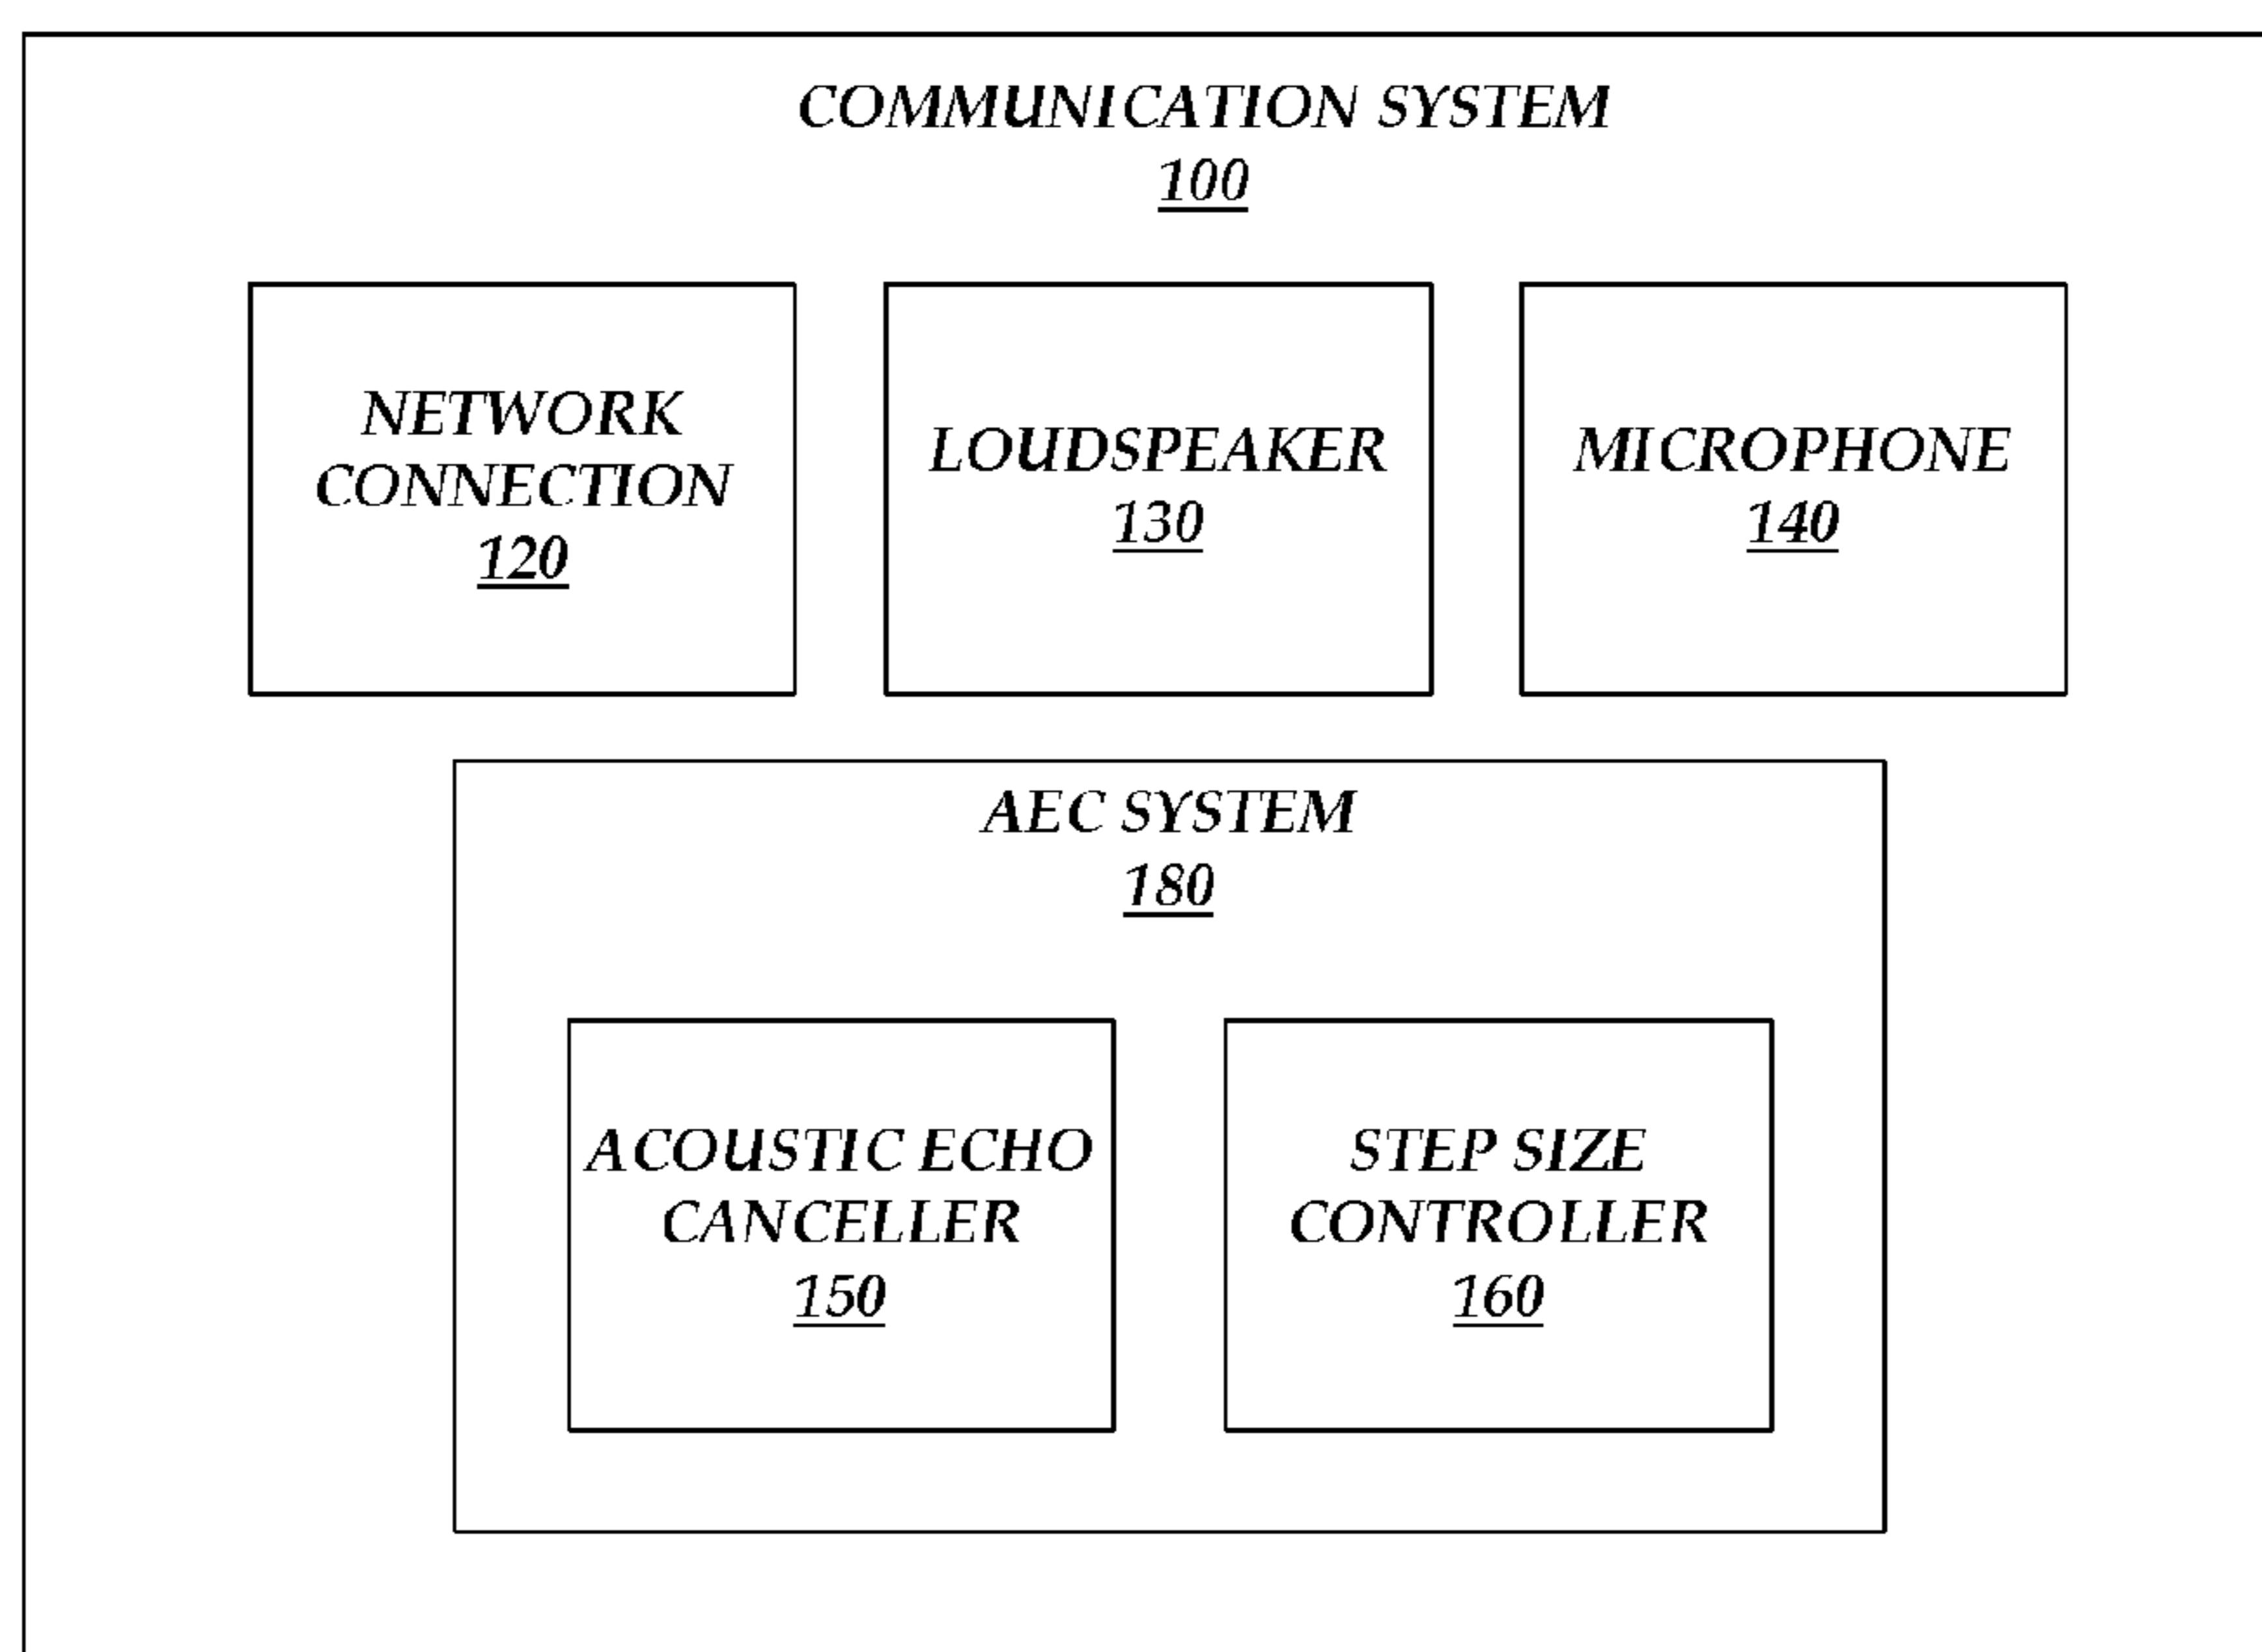 COMMUNICATION SYSTEM
100
NETWORK
CONNECTION
120
LOUDSPEAKER
130
MICROPHONE
140
AEC SYSTEM
180
ACOUSTIC ECHO
CANCELLER
150
STEP SIZE
CONTROLLER
160